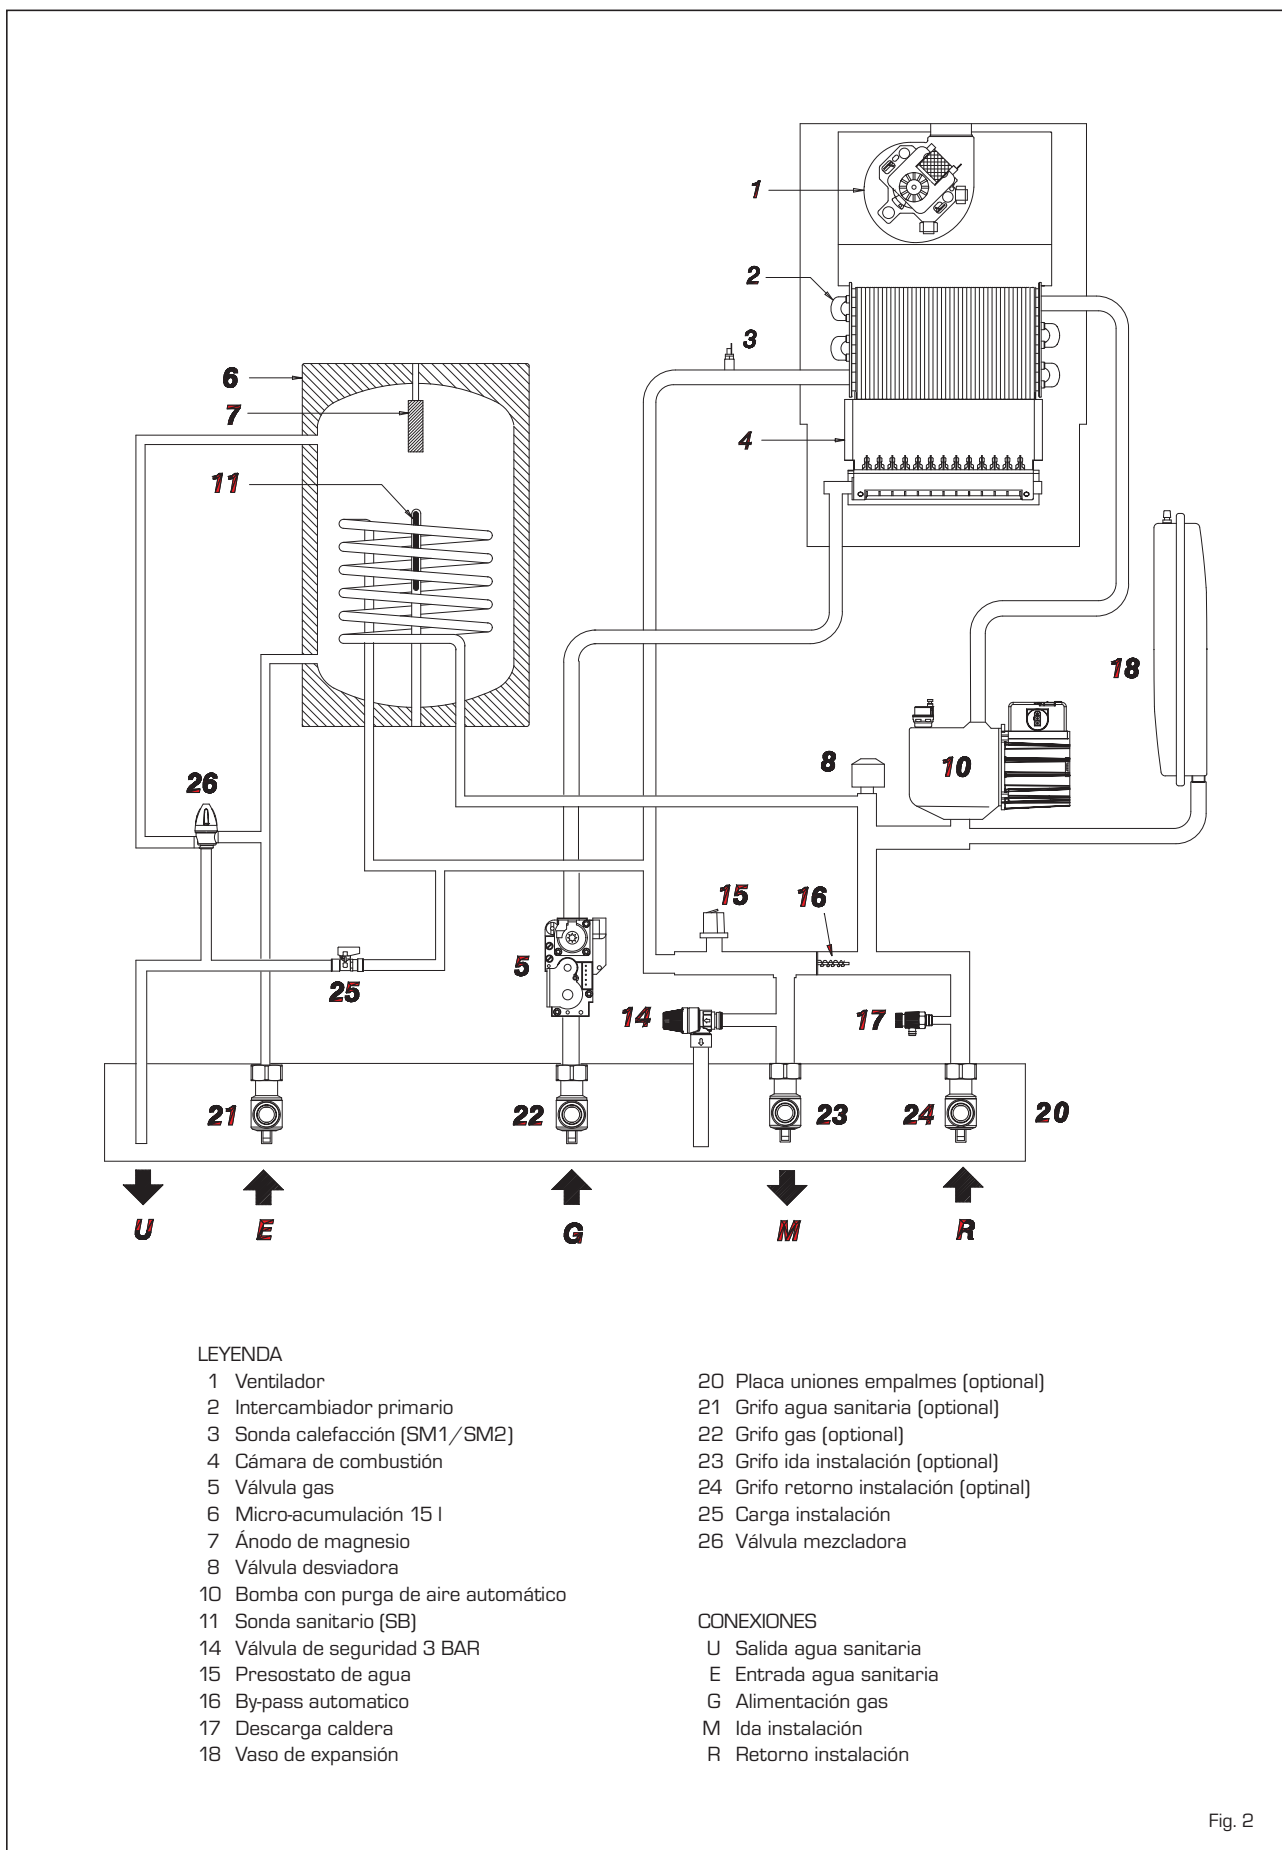 1
2
3
6
7
4
11
18
8
10
26
15
16
5
25
14
17
21
22
23
24
20
U
E
G
M
R
LEYENDA
1 Ventilador
2 Intercambiador primario
3 Sonda calefacción (SM1/SM2)
4 Cámara de combustión
5 Válvula gas
6 Micro-acumulación 15 l
7 Ánodo de magnesio
8 Válvula desviadora
10 Bomba con purga de aire automático
11 Sonda sanitario (SB)
14 Válvula de seguridad 3 BAR
15 Presostato de agua
16 By-pass automatico
17 Descarga caldera
18 Vaso de expansión
20 Placa uniones empalmes (optional)
21 Grifo agua sanitaria (optional)
22 Grifo gas (optional)
23 Grifo ida instalación (optional)
24 Grifo retorno instalación (optinal)
25 Carga instalación
26 Válvula mezcladora
CONEXIONES
U Salida agua sanitaria
E Entrada agua sanitaria
G Alimentación gas
M Ida instalación
R Retorno instalación
Fig. 2